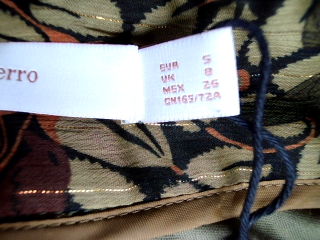 erro
EUR S
UK 8
MEX 26
CN165/72A